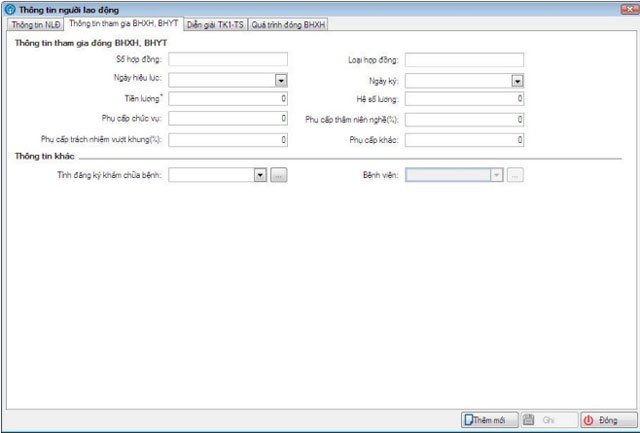 Thông tin người lao động
Thông tin NLĐ Thông tin tham gia BHXH, BHYT Diễn giải TK1-TS Quá trình đóng BHXH
Thông tin tham gia đóng BHXH, BHYT
Số hợp đồng: Loại hợp đồng:
Ngày hiệu lực: Ngày ký:
Tiền lương* 0 Hệ số lương: 0
Phụ cấp chức vụ: 0 Phụ cấp thâm niên nghề(%): 0
Phụ cấp trách nhiệm vượt khung(%): 0 Phụ cấp khác: 0
Thông tin khác
Tỉnh đăng ký khám chữa bệnh: ... Bệnh viện: ...
Thêm mới Ghi Đóng